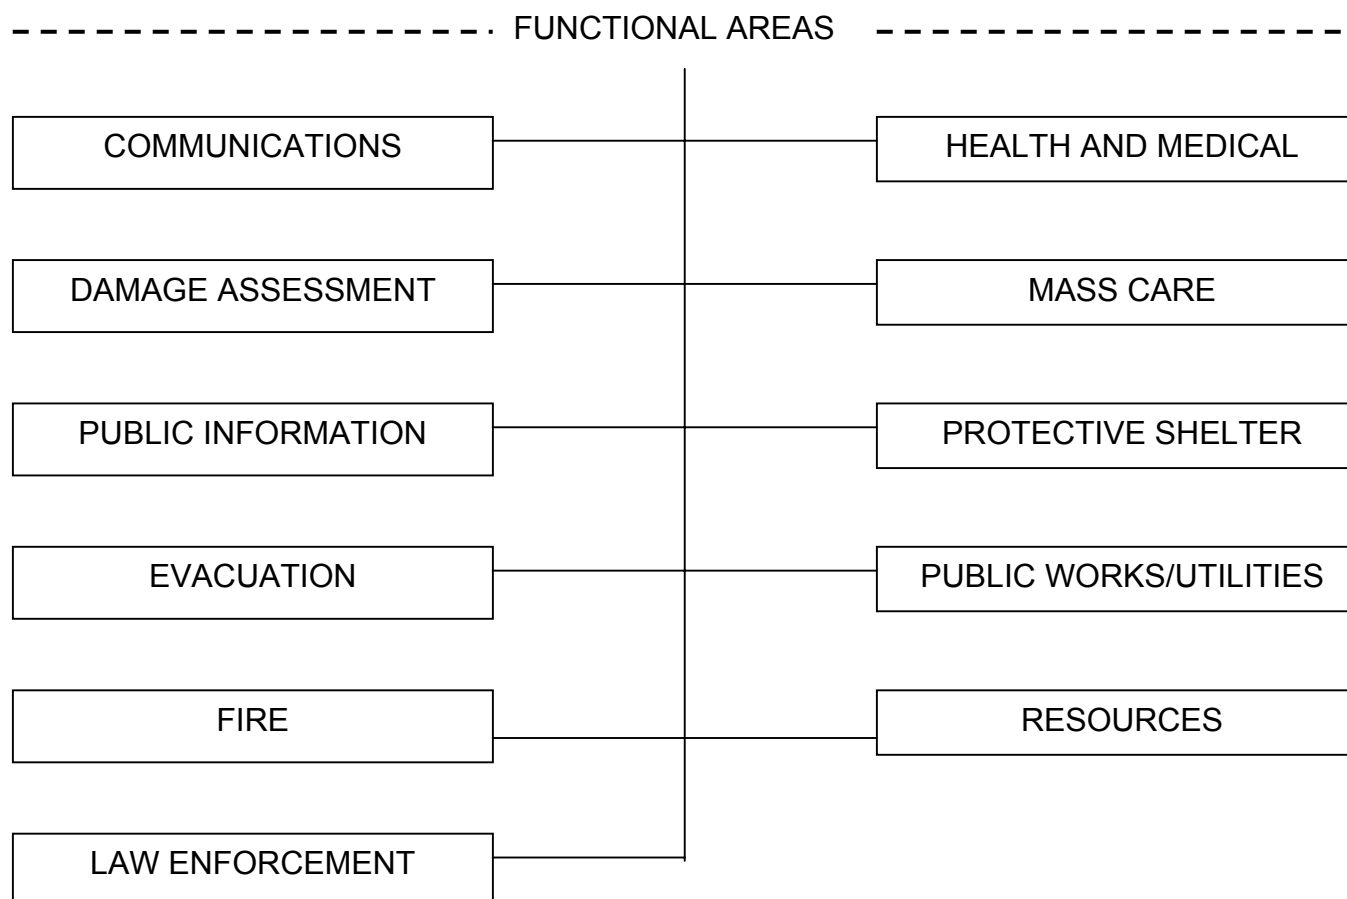 FUNCTIONAL AREAS
COMMUNICATIONS
HEALTH AND MEDICAL
DAMAGE ASSESSMENT
MASS CARE
PUBLIC INFORMATION
PROTECTIVE SHELTER
EVACUATION
PUBLIC WORKS/UTILITIES
FIRE
RESOURCES
LAW ENFORCEMENT